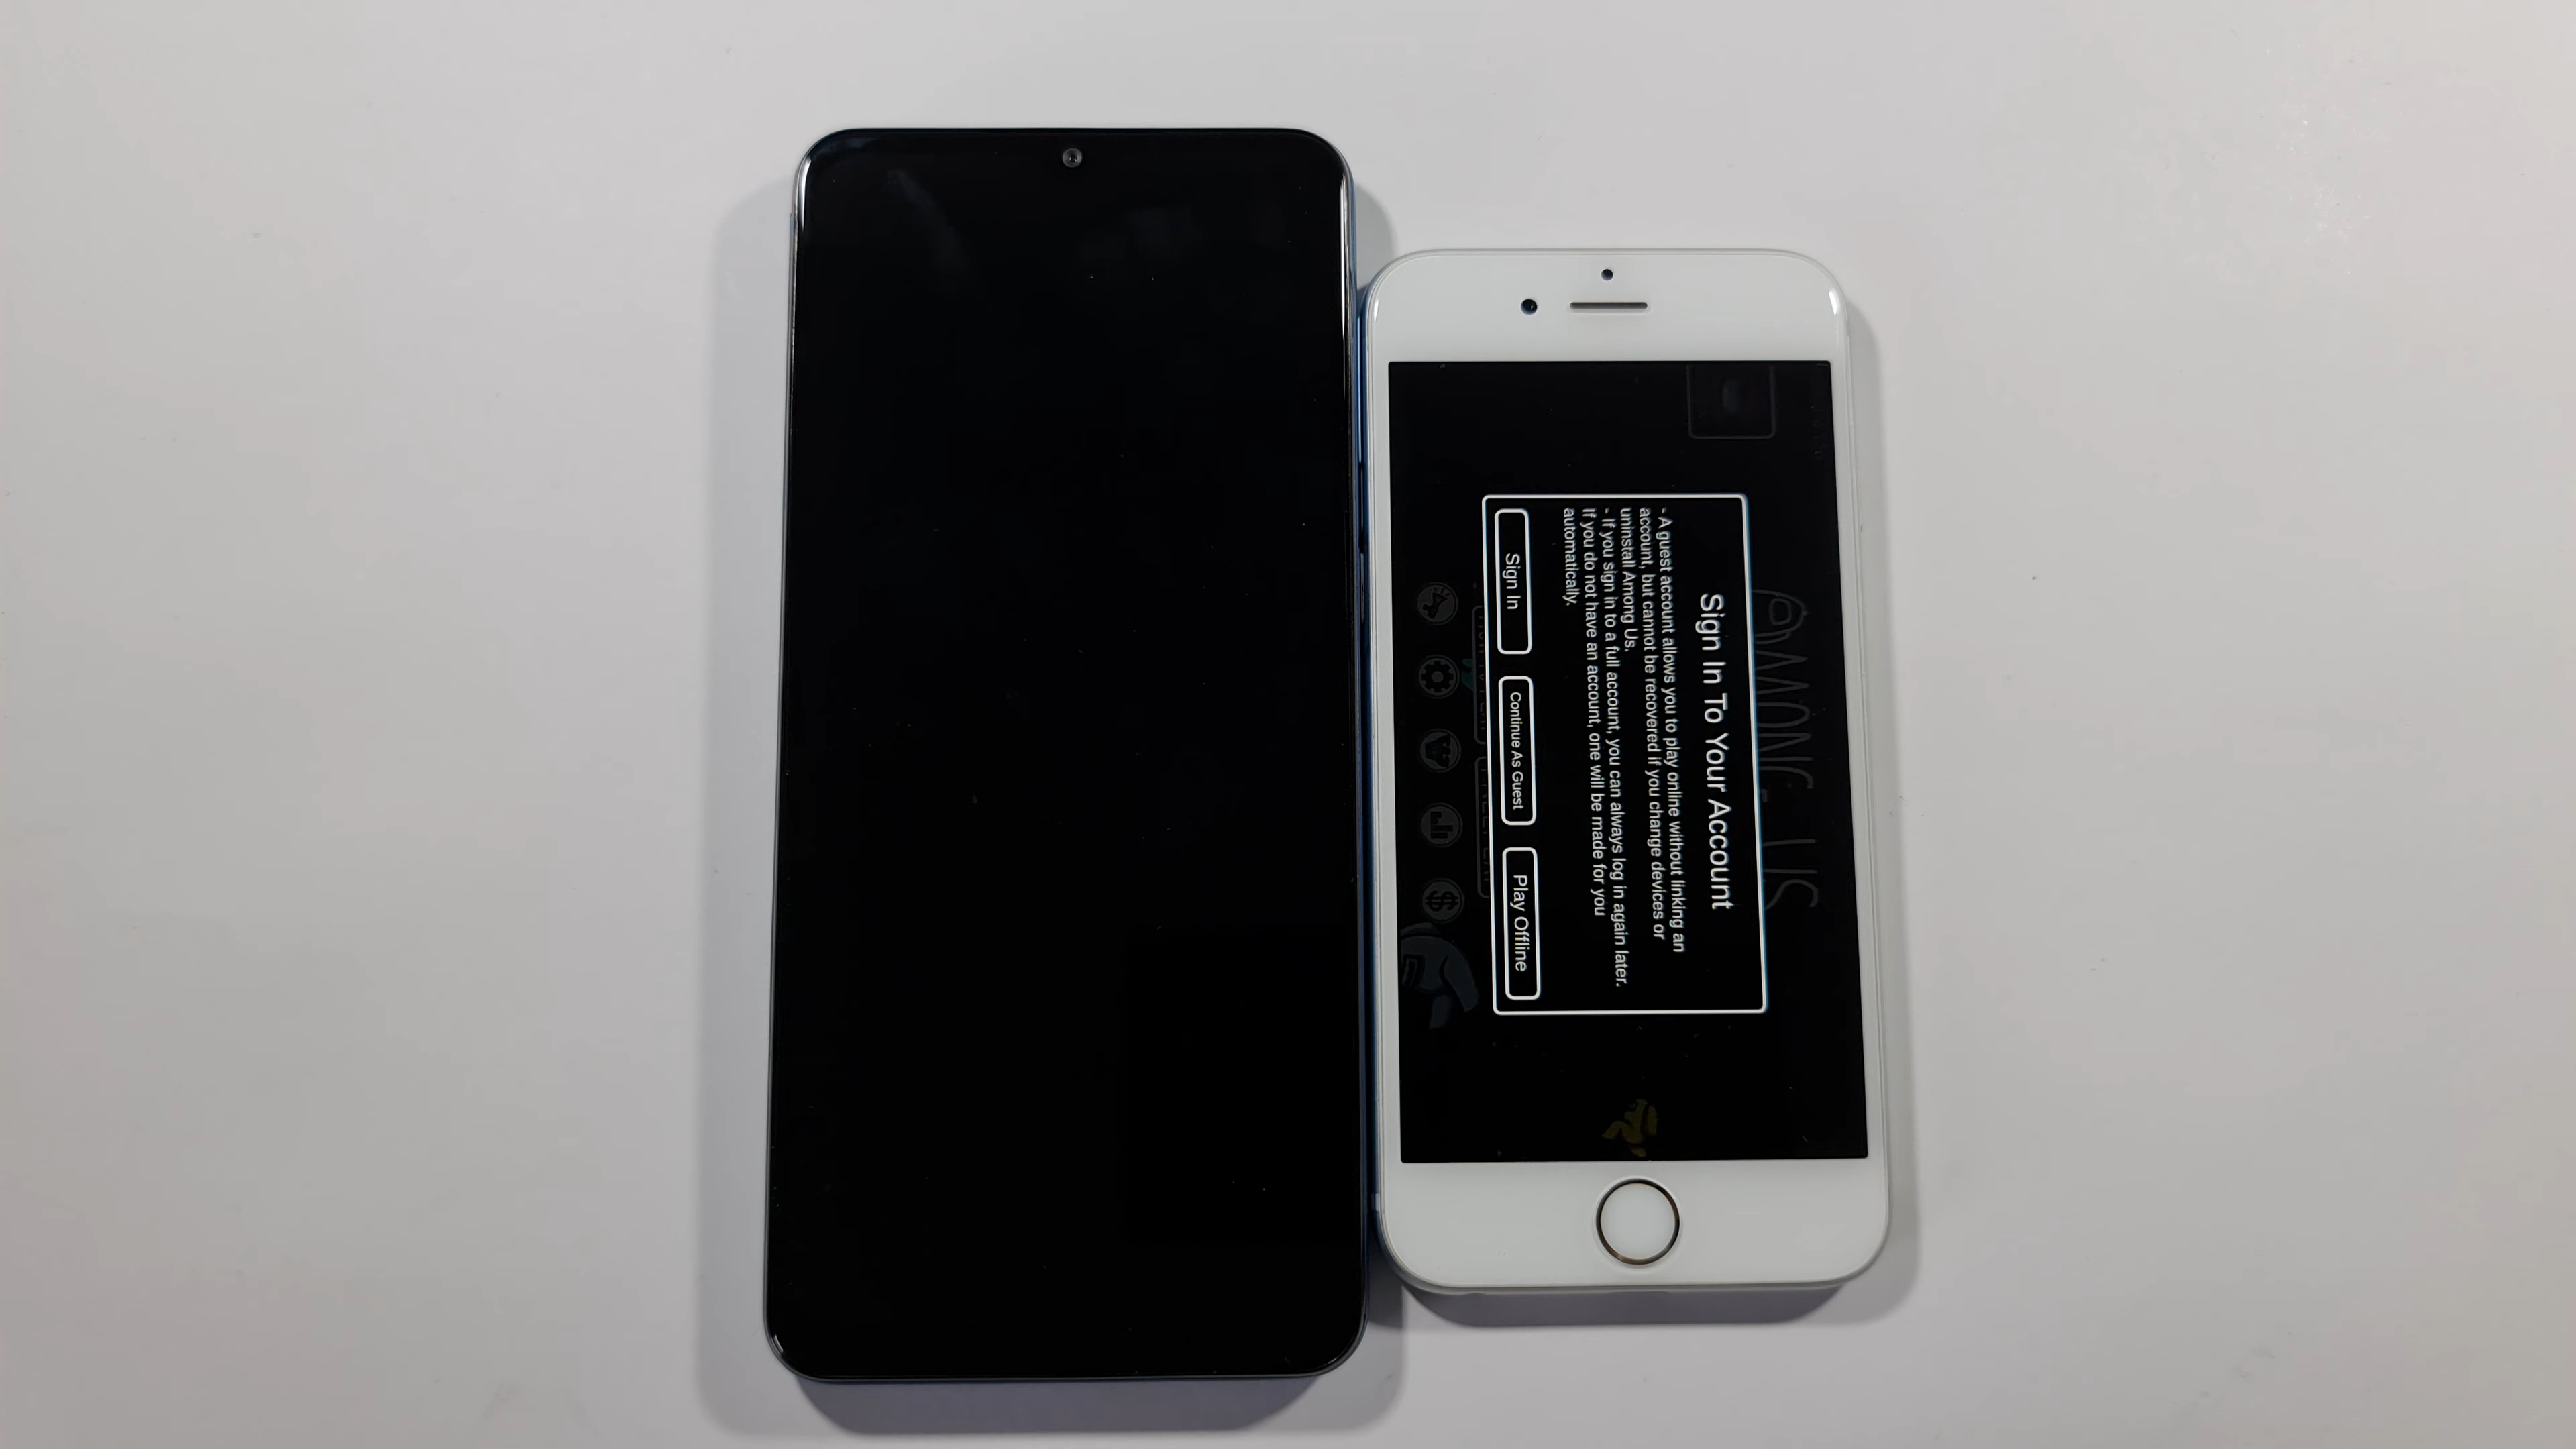 AMONG US
Sign In To Your Account
- A guest account allows you to play online without linking an
account, but cannot be recovered if you change devices or
uninstall Among Us.
- If you sign in to a full account, you can always log in again later.
If you do not have an account, one will be made for you
automatically.
Sign In
Continue As Guest
Play Offline